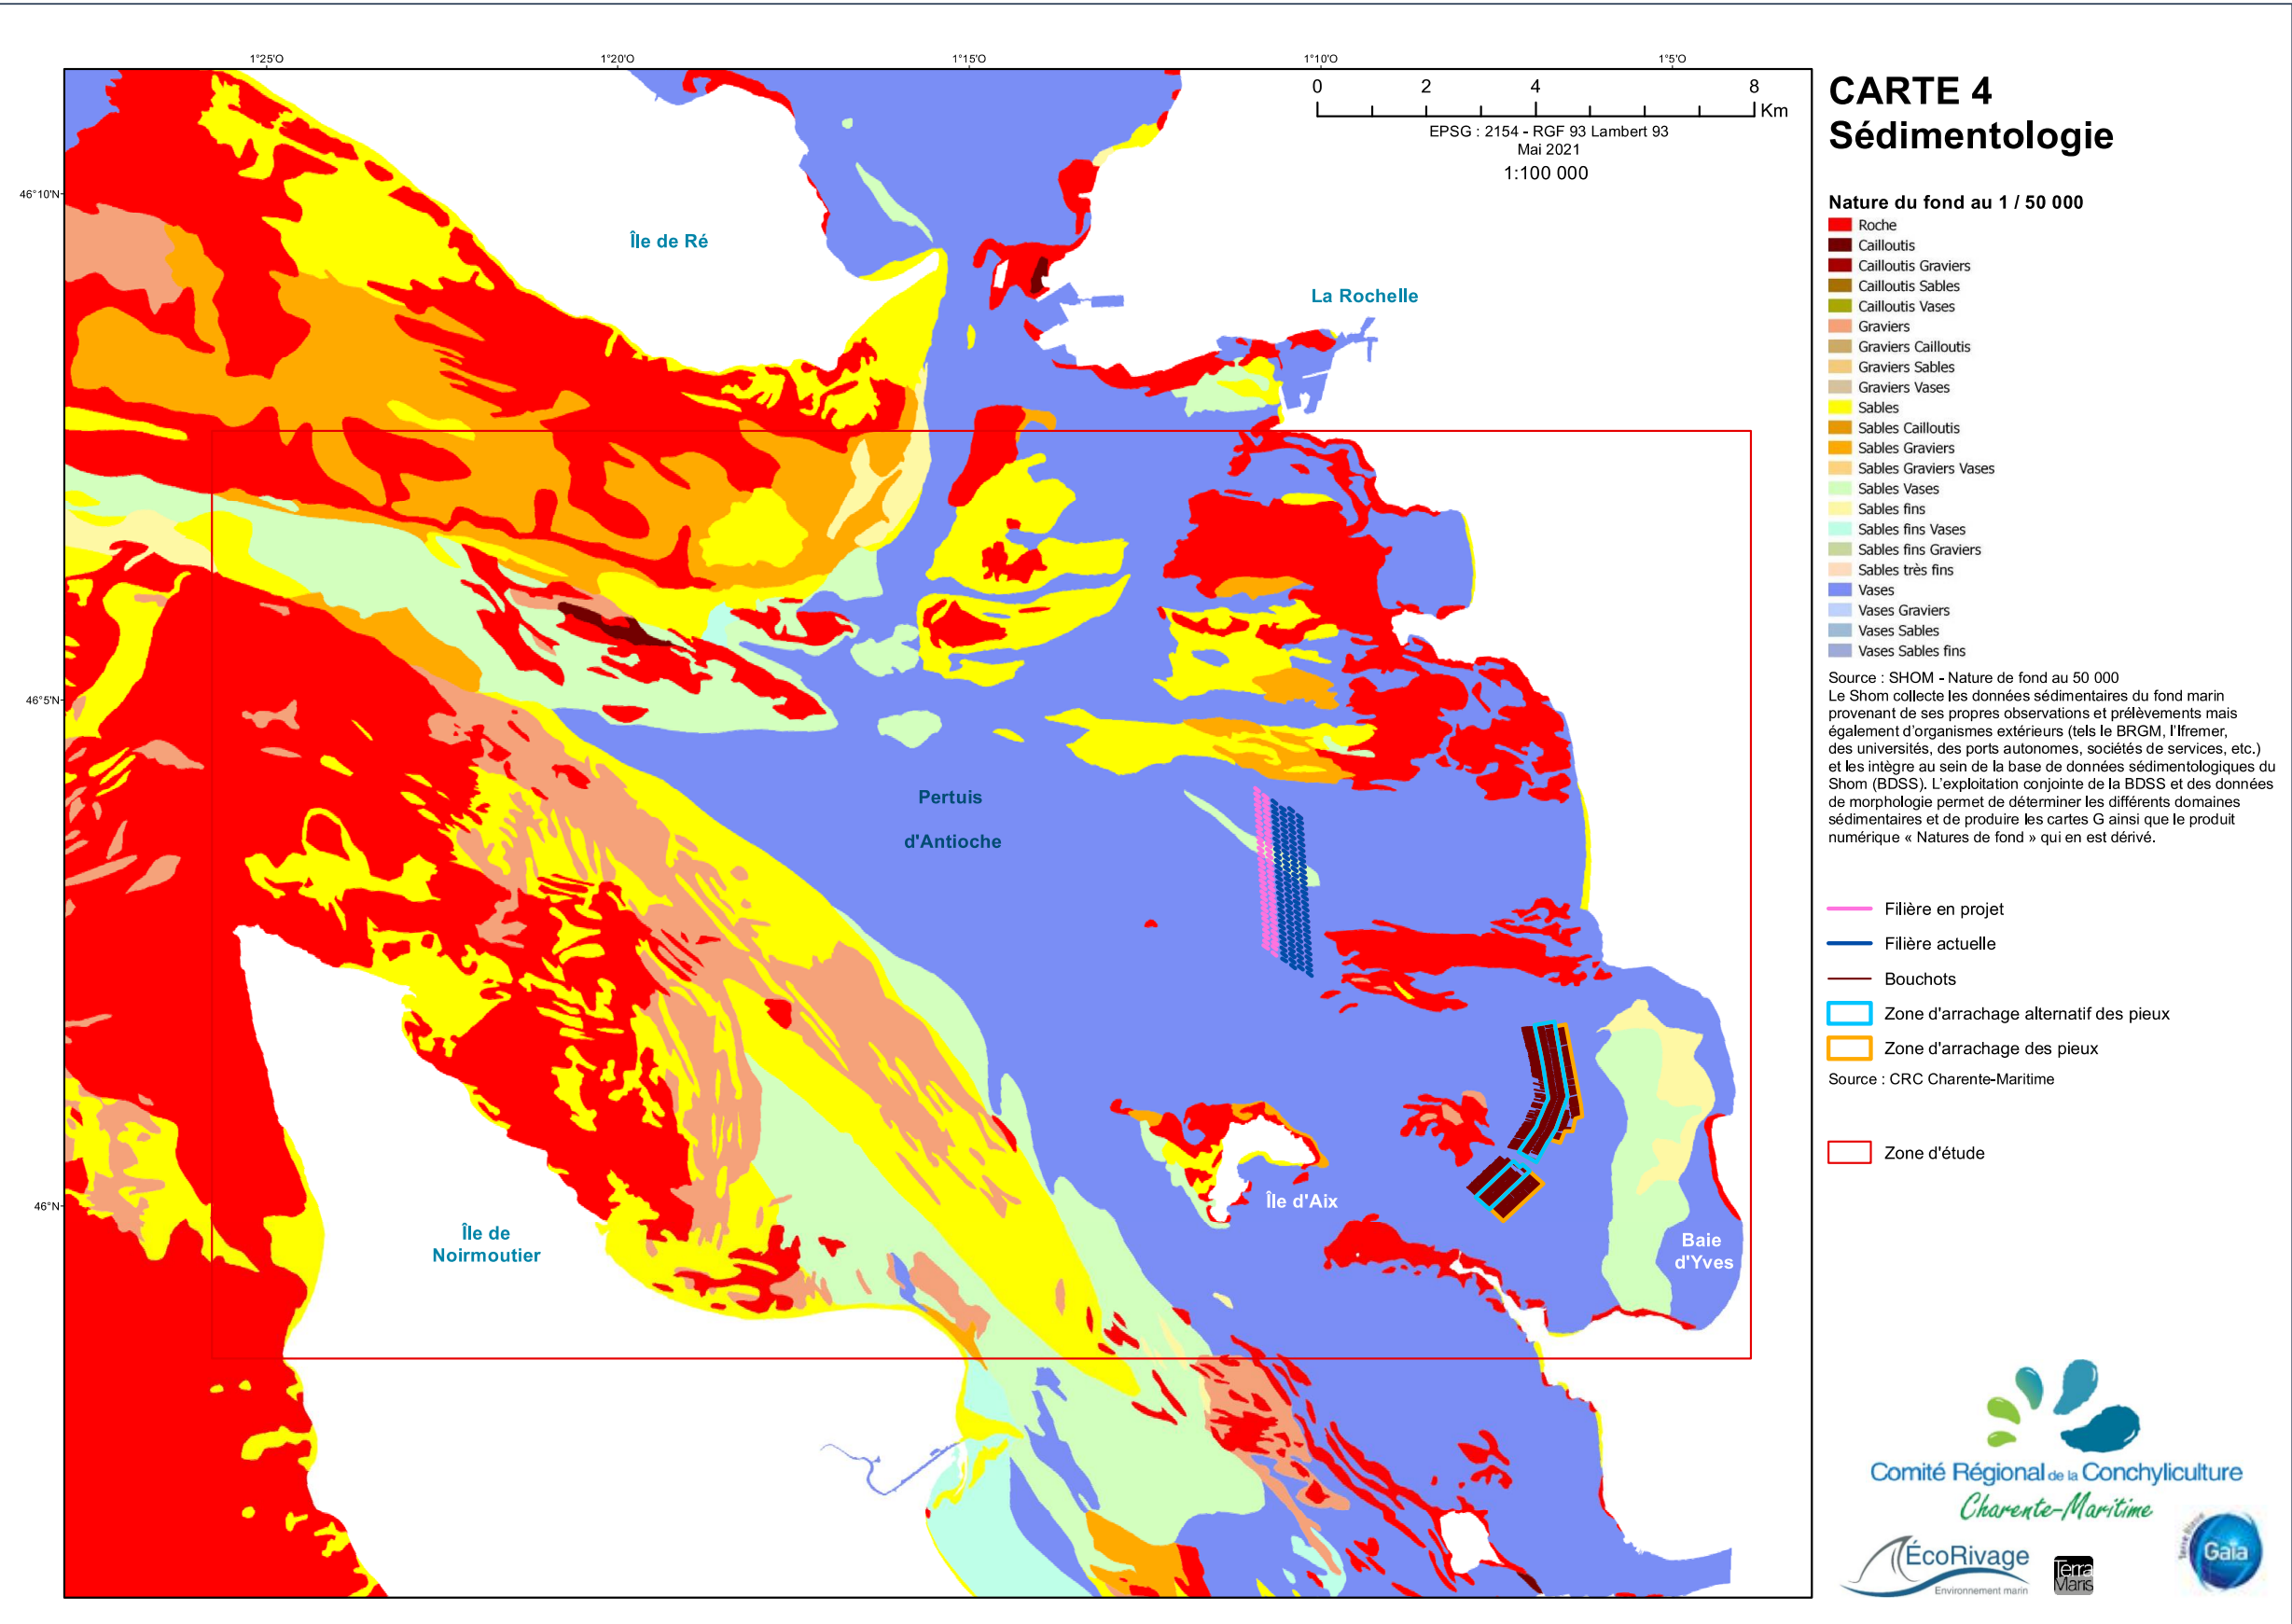 1°25'O
1°20'O
1°15'O
1°10'O
1°5'O
46°10'N
46°5'N
46°N
0
2
4
8
Km
EPSG : 2154 - RGF 93 Lambert 93
Mai 2021
1:100 000
Île de Ré
La Rochelle
Pertuis
d'Antioche
Île d'Aix
Île de
Noirmoutier
Baie
d'Yves
CARTE 4
Sédimentologie
Nature du fond au 1 / 50 000
Roche
Cailloutis
Cailloutis Graviers
Cailloutis Sables
Cailloutis Vases
Graviers
Graviers Cailloutis
Graviers Sables
Graviers Vases
Sables
Sables Cailloutis
Sables Graviers
Sables Graviers Vases
Sables Vases
Sables fins
Sables fins Vases
Sables fins Graviers
Sables très fins
Vases
Vases Graviers
Vases Sables
Vases Sables fins
Source : SHOM - Nature de fond au 50 000
Le Shom collecte les données sédimentaires du fond marin
provenant de ses propres observations et prélèvements mais
également d'organismes extérieurs (tels le BRGM, l'Ifremer,
des universités, des ports autonomes, sociétés de services, etc.)
et les intègre au sein de la base de données sédimentologiques du
Shom (BDSS). L'exploitation conjointe de la BDSS et des données
de morphologie permet de déterminer les différents domaines
sédimentaires et de produire les cartes G ainsi que le produit
numérique « Natures de fond » qui en est dérivé.
Filière en projet
Filière actuelle
Bouchots
Zone d'arrachage alternatif des pieux
Zone d'arrachage des pieux
Source : CRC Charente-Maritime
Zone d'étude
Comité Régional de la Conchyliculture
Charente-Maritime
ÉcoRivage
Environnement marin
Terra
Maris
Gaïa